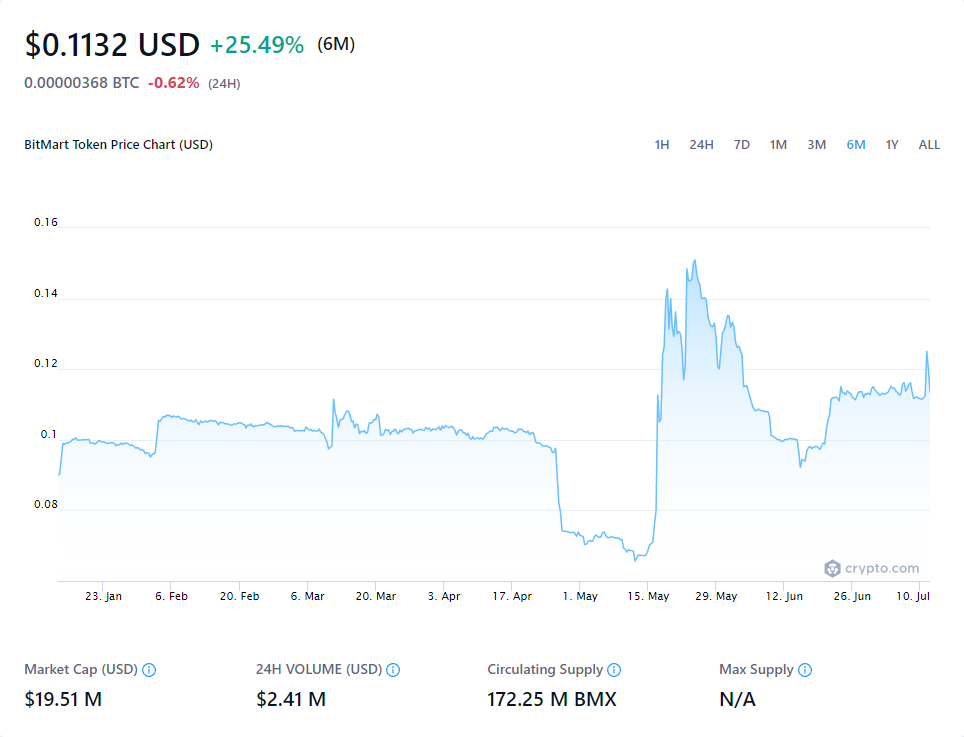 $0.1132 USD +25.49% (6M)
0.00000368 BTC -0.62% (24H)
BitMart Token Price Chart (USD) 1H 24H 7D 1M 3M 6M 1Y ALL
0.16
0.14
0.12
0.1
0.08
crypto.com
23. Jan 6. Feb 20. Feb 6. Mar 20. Mar 3. Apr 17. Apr 1. May 15. May 29. May 12. Jun 26. Jun 10. Jul
Market Cap (USD) 24H VOLUME (USD) Circulating Supply Max Supply
$19.51 M $2.41 M 172.25 M BMX N/A